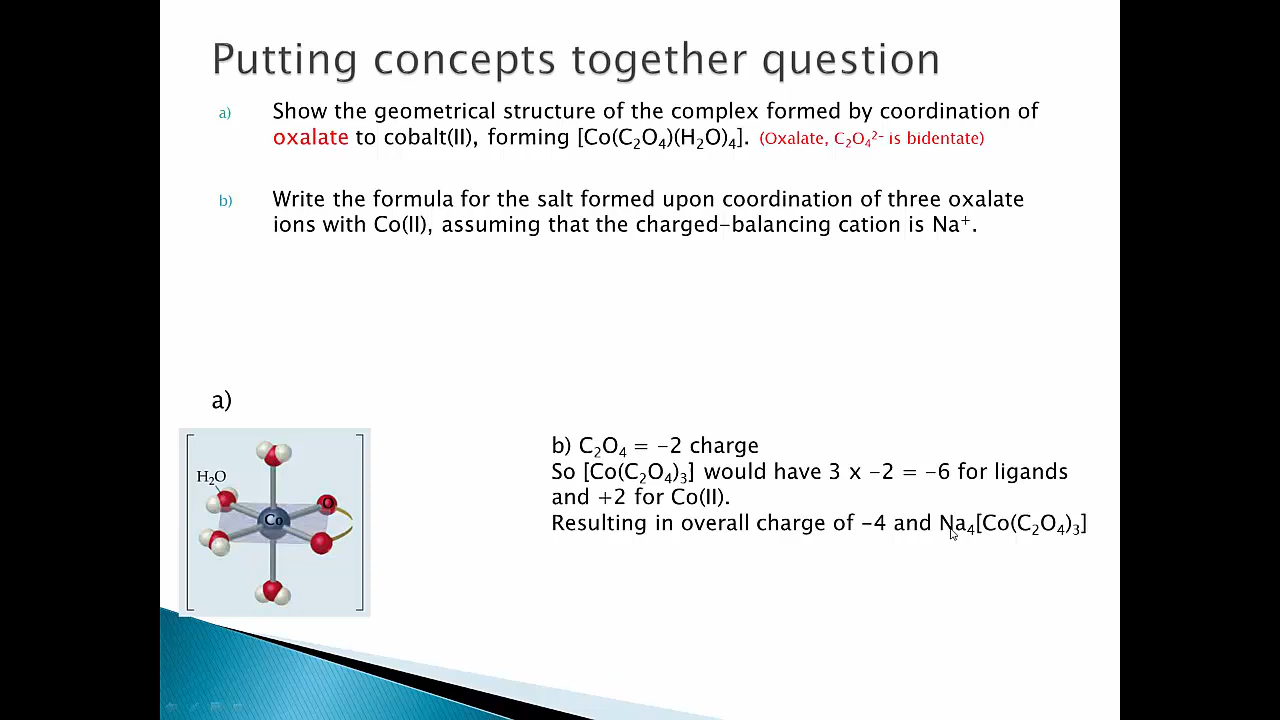 Putting concepts together question
a) Show the geometrical structure of the complex formed by coordination of
oxalate to cobalt(II), forming [Co(C₂O₄)(H₂O)₄]. (Oxalate, C₂O₄²⁻ is bidentate)
b) Write the formula for the salt formed upon coordination of three oxalate
ions with Co(II), assuming that the charged-balancing cation is Na⁺.
a)
H₂O
O
Co
b) C₂O₄ = -2 charge
So [Co(C₂O₄)₃] would have 3 x -2 = -6 for ligands
and +2 for Co(II).
Resulting in overall charge of -4 and Na₄[Co(C₂O₄)₃]